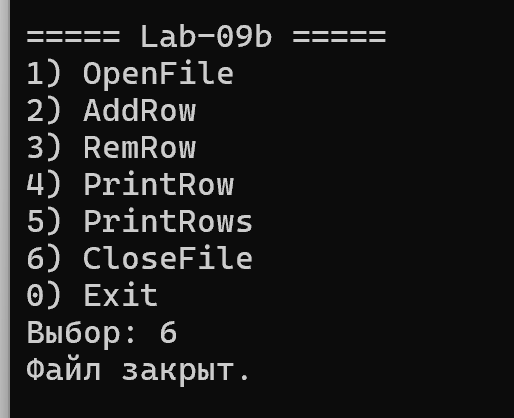 ===== Lab-09b =====
1) OpenFile
2) AddRow
3) RemRow
4) PrintRow
5) PrintRows
6) CloseFile
0) Exit
Выбор: 6
Файл закрыт.